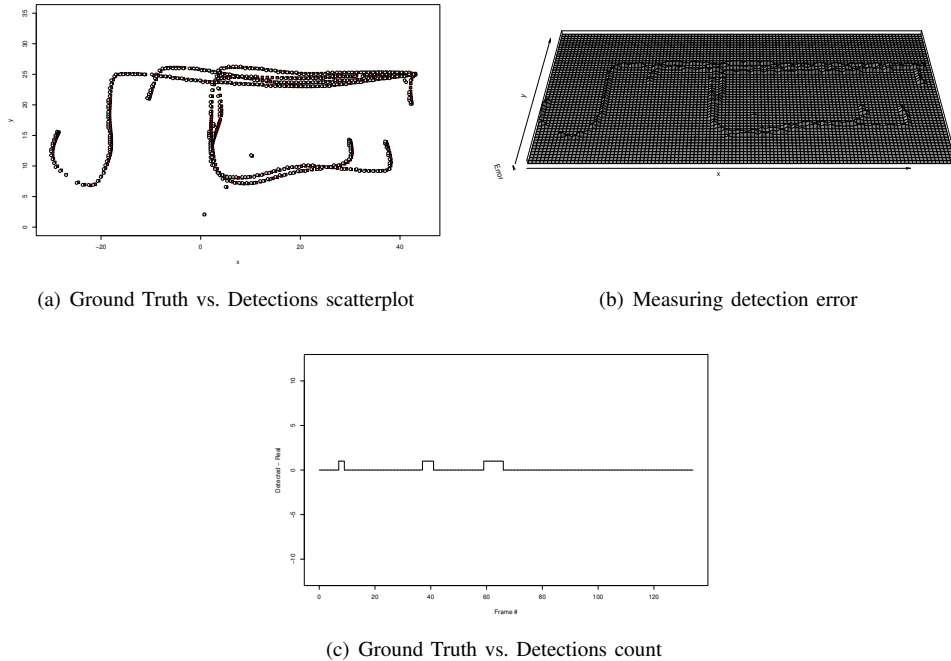 35
30
25
20
15
10
5
0
y
−20 0 20 40
x
y
Error
x
(a) Ground Truth vs. Detections scatterplot
(b) Measuring detection error
10
5
0
−5
−10
Detected − Real
0 20 40 60 80 100 120
Frame #
(c) Ground Truth vs. Detections count